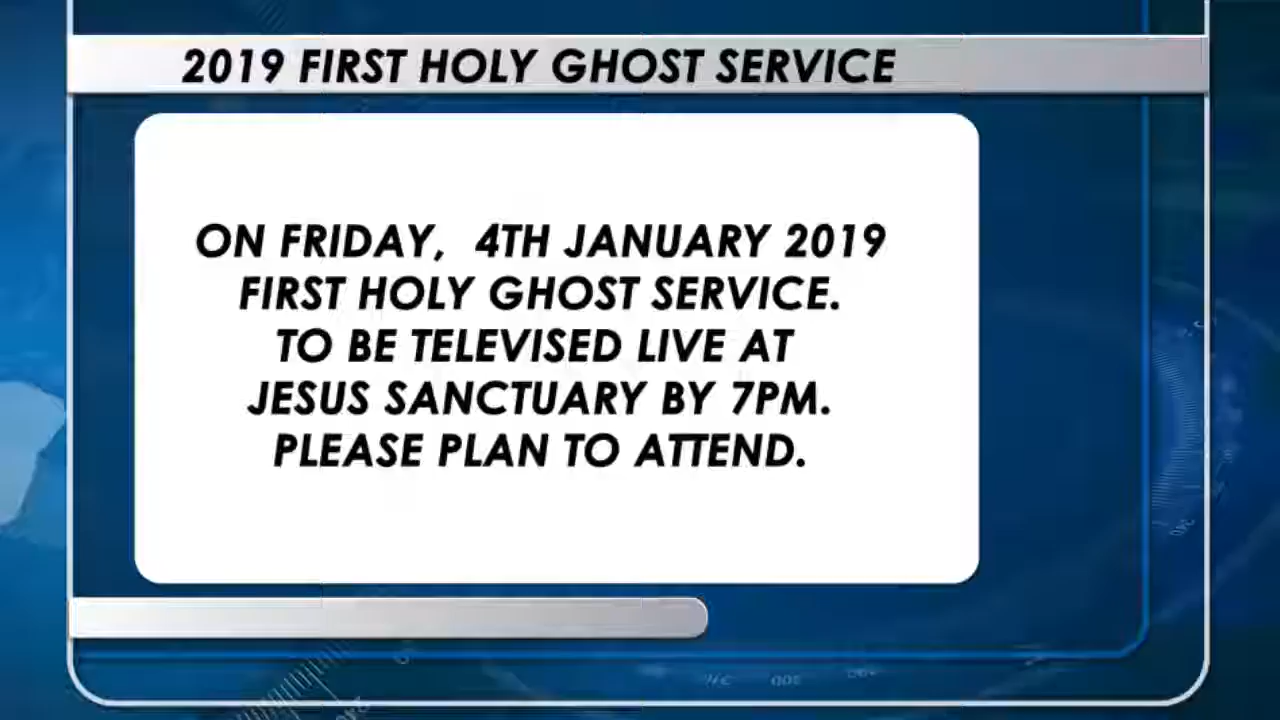 2019 FIRST HOLY GHOST SERVICE
ON FRIDAY, 4TH JANUARY 2019
FIRST HOLY GHOST SERVICE.
TO BE TELEVISED LIVE AT
JESUS SANCTUARY BY 7PM.
PLEASE PLAN TO ATTEND.